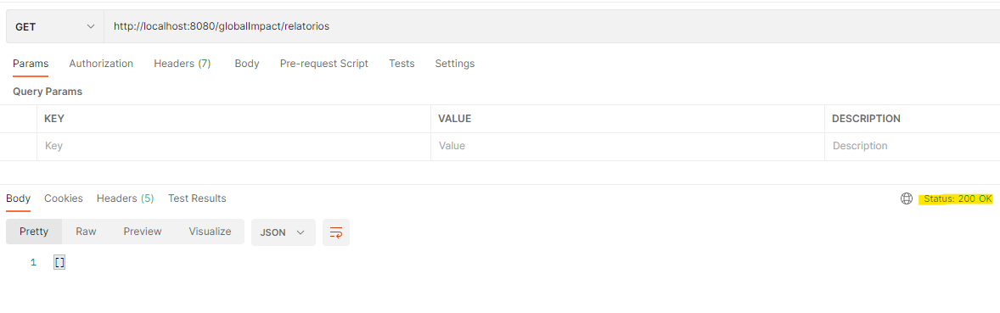 GET http://localhost:8080/globalImpact/relatorios
Params Authorization Headers (7) Body Pre-request Script Tests Settings
Query Params
KEY VALUE DESCRIPTION
Key Value Description
Body Cookies Headers (5) Test Results Status: 200 OK
Pretty Raw Preview Visualize JSON
1 []